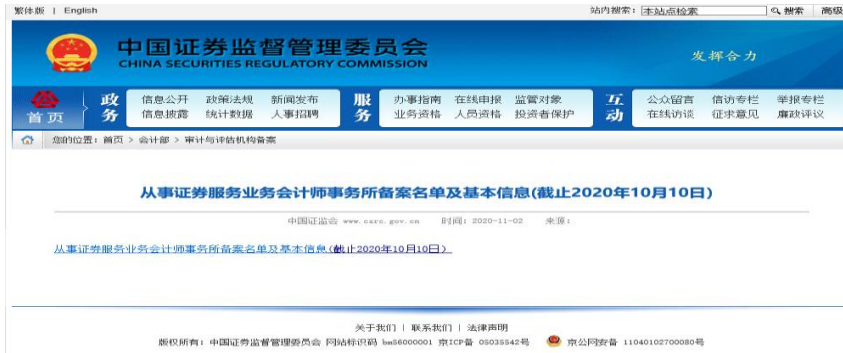 繁体版 | English 站内搜索: 本站点检索 搜索 高级
中国证券监督管理委员会
CHINA SECURITIES REGULATORY COMMISSION
发挥合力
首页
政务
信息公开 政策法规 新闻发布
信息披露 统计数据 人事招聘
服务
办事指南 在线申报 监管对象
业务资格 人员资格 投资者保护
互动
公众留言 信访专栏 举报专栏
在线访谈 征求意见 廉政评议
您的位置: 首页 > 会计部 > 审计与评估机构备案
从事证券服务业务会计师事务所备案名单及基本信息(截止2020年10月10日)
中国证监会 www.csrc.gov.cn 时间: 2020-11-02 来源:
从事证券服务业务会计师事务所备案名单及基本信息(截止2020年10月10日)
关于我们 | 联系我们 | 法律声明
版权所有: 中国证券监督管理委员会 网站标识码 bm56000001 京ICP备 05035542号 京公网安备 11040102700080号